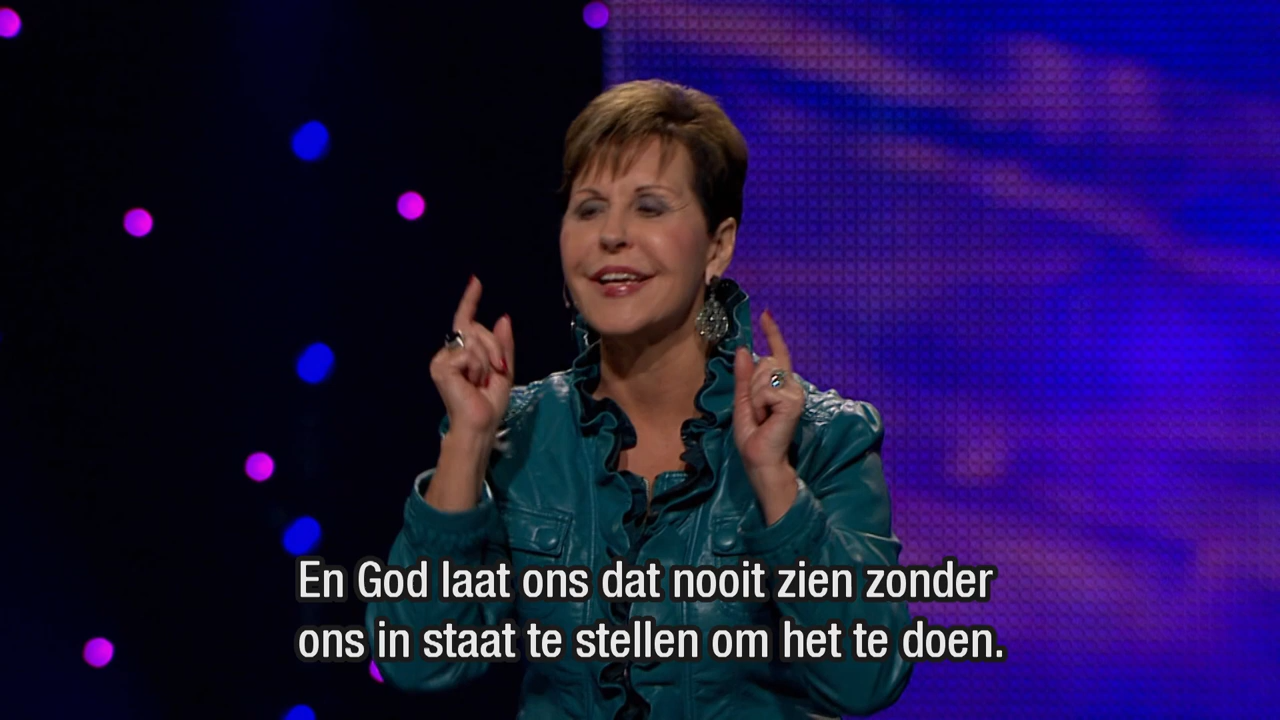 En God laat ons dat nooit zien zonder
ons in staat te stellen om het te doen.